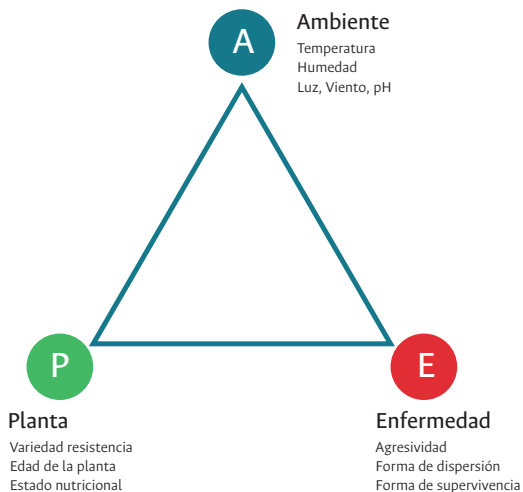 A
Ambiente
Temperatura
Humedad
Luz, Viento, pH
P
Planta
Variedad resistencia
Edad de la planta
Estado nutricional
E
Enfermedad
Agresividad
Forma de dispersión
Forma de supervivencia